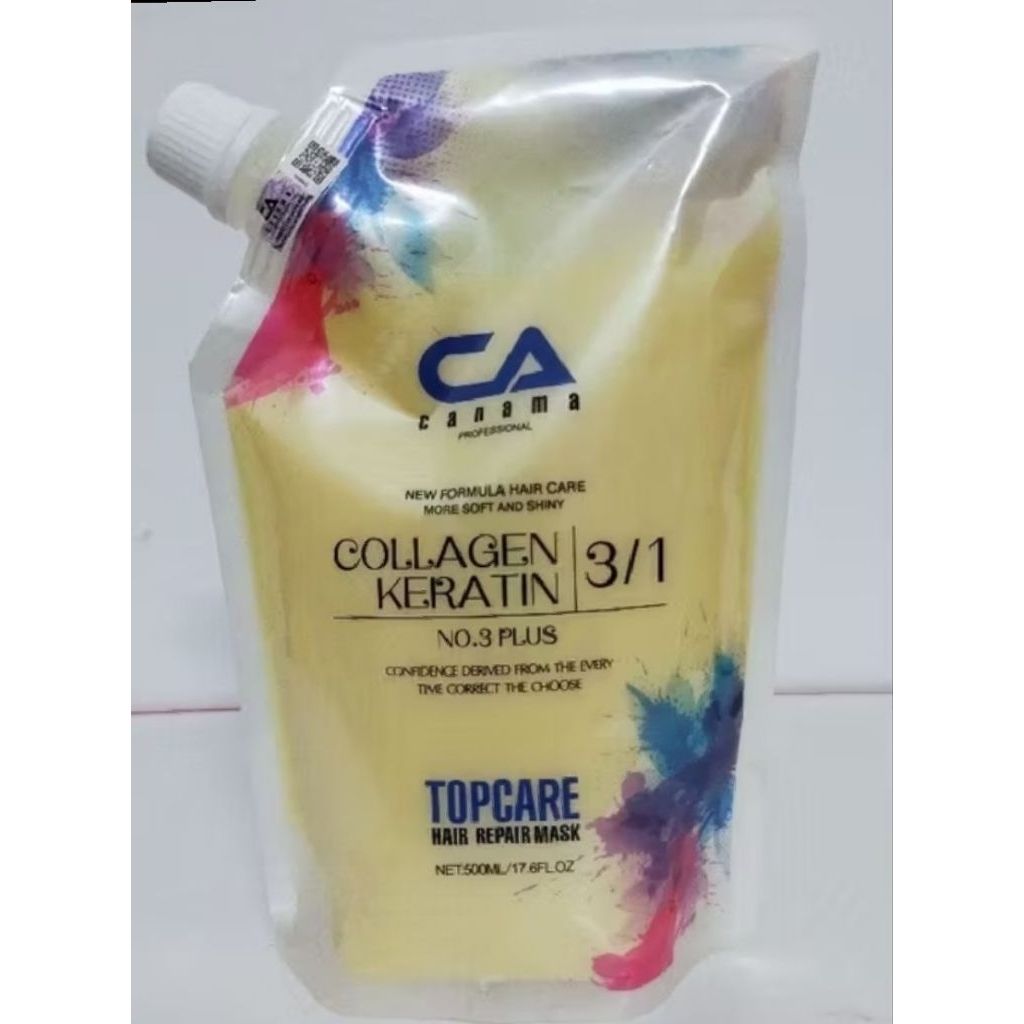 CA
canama
PROFESSIONAL
NEW FORMULA HAIR CARE
MORE SOFT AND SHINY
COLLAGEN
KERATIN
3/1
NO.3 PLUS
CONFIDENCE DERIVED FROM THE EVERY
TIME CORRECT THE CHOOSE
TOPCARE
HAIR REPAIR MASK
NET:500ML/17.6FL.OZ